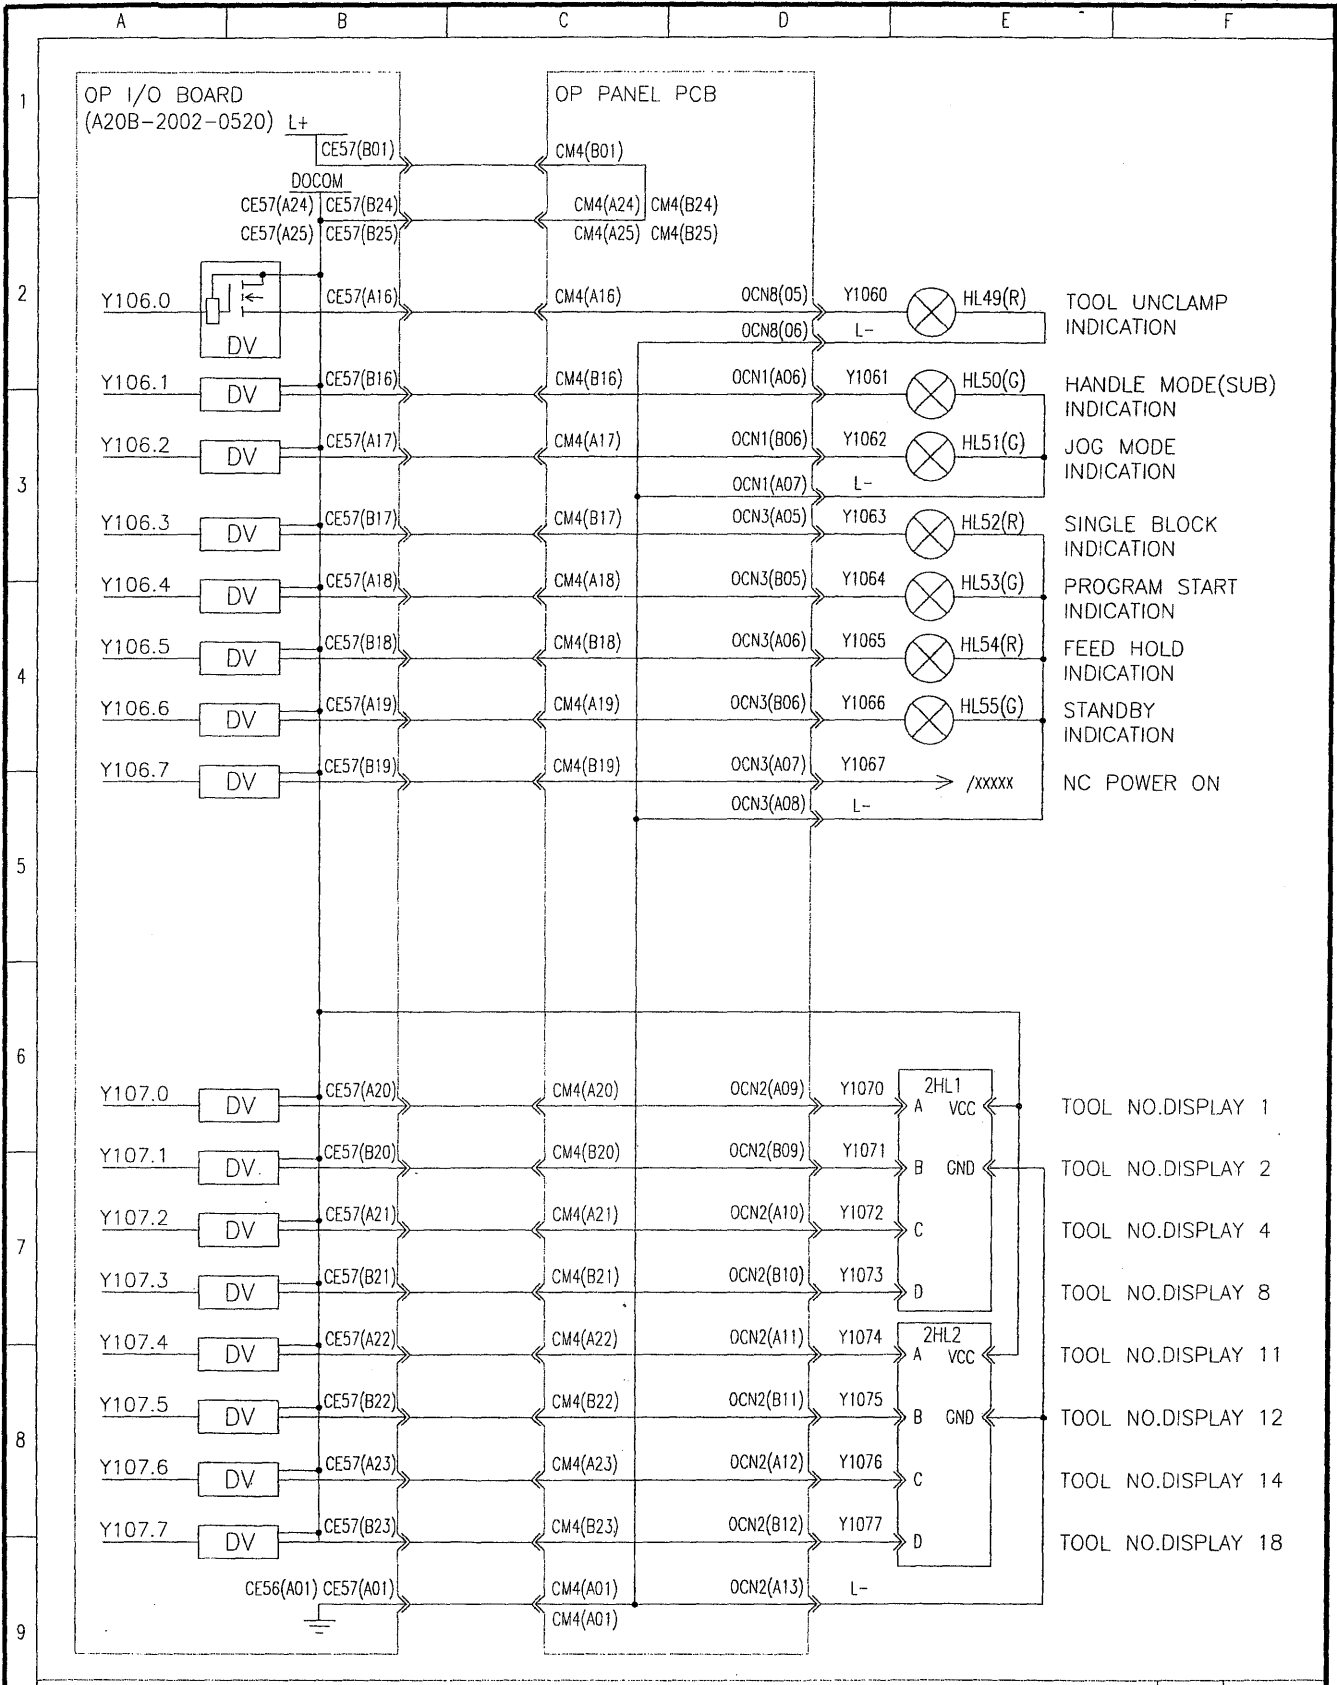 A B C D E F
1
OP I/O BOARD
(A20B-2002-0520) L+
OP PANEL PCB
CE57(B01) CM4(B01)
DOCOM
CE57(A24) CE57(B24) CM4(A24) CM4(B24)
CE57(A25) CE57(B25) CM4(A25) CM4(B25)
2
Y106.0 DV CE57(A16) CM4(A16) OCN8(05) Y1060 HL49(R) TOOL UNCLAMP
INDICATION
OCN8(06) L-
Y106.1 DV CE57(B16) CM4(B16) OCN1(A06) Y1061 HL50(G) HANDLE MODE(SUB)
INDICATION
Y106.2 DV CE57(A17) CM4(A17) OCN1(B06) Y1062 HL51(G) JOG MODE
INDICATION
3
OCN1(A07) L-
Y106.3 DV CE57(B17) CM4(B17) OCN3(A05) Y1063 HL52(R) SINGLE BLOCK
INDICATION
Y106.4 DV CE57(A18) CM4(A18) OCN3(B05) Y1064 HL53(G) PROGRAM START
INDICATION
Y106.5 DV CE57(B18) CM4(B18) OCN3(A06) Y1065 HL54(R) FEED HOLD
INDICATION
4
Y106.6 DV CE57(A19) CM4(A19) OCN3(B06) Y1066 HL55(G) STANDBY
INDICATION
Y106.7 DV CE57(B19) CM4(B19) OCN3(A07) Y1067 /XXXXX NC POWER ON
OCN3(A08) L-
5
6
2HL1
Y107.0 DV CE57(A20) CM4(A20) OCN2(A09) Y1070 A VCC TOOL NO.DISPLAY 1
Y107.1 DV CE57(B20) CM4(B20) OCN2(B09) Y1071 B GND TOOL NO.DISPLAY 2
Y107.2 DV CE57(A21) CM4(A21) OCN2(A10) Y1072 C TOOL NO.DISPLAY 4
7
Y107.3 DV CE57(B21) CM4(B21) OCN2(B10) Y1073 D TOOL NO.DISPLAY 8
2HL2
Y107.4 DV CE57(A22) CM4(A22) OCN2(A11) Y1074 A VCC TOOL NO.DISPLAY 11
Y107.5 DV CE57(B22) CM4(B22) OCN2(B11) Y1075 B GND TOOL NO.DISPLAY 12
8
Y107.6 DV CE57(A23) CM4(A23) OCN2(A12) Y1076 C TOOL NO.DISPLAY 14
Y107.7 DV CE57(B23) CM4(B23) OCN2(B12) Y1077 D TOOL NO.DISPLAY 18
CE56(A01) CE57(A01) CM4(A01) OCN2(A13) L-
CM4(A01)
9